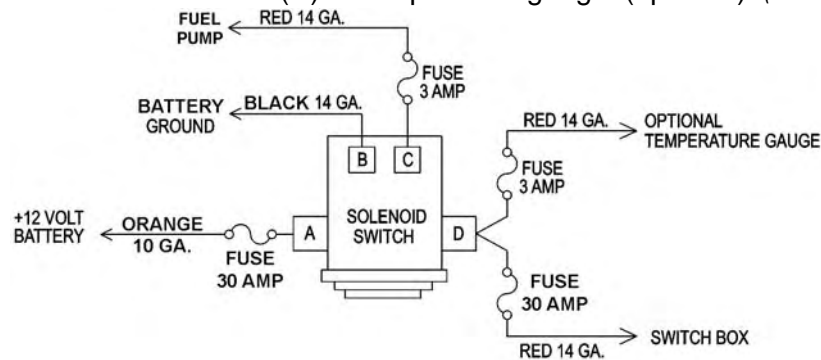 FUEL PUMP
RED 14 GA.
FUSE
3 AMP
BATTERY
GROUND
BLACK 14 GA.
B
C
RED 14 GA.
OPTIONAL
TEMPERATURE GAUGE
FUSE
3 AMP
+12 VOLT
BATTERY
ORANGE
10 GA.
FUSE
30 AMP
A
SOLENOID
SWITCH
D
FUSE
30 AMP
RED 14 GA.
SWITCH BOX